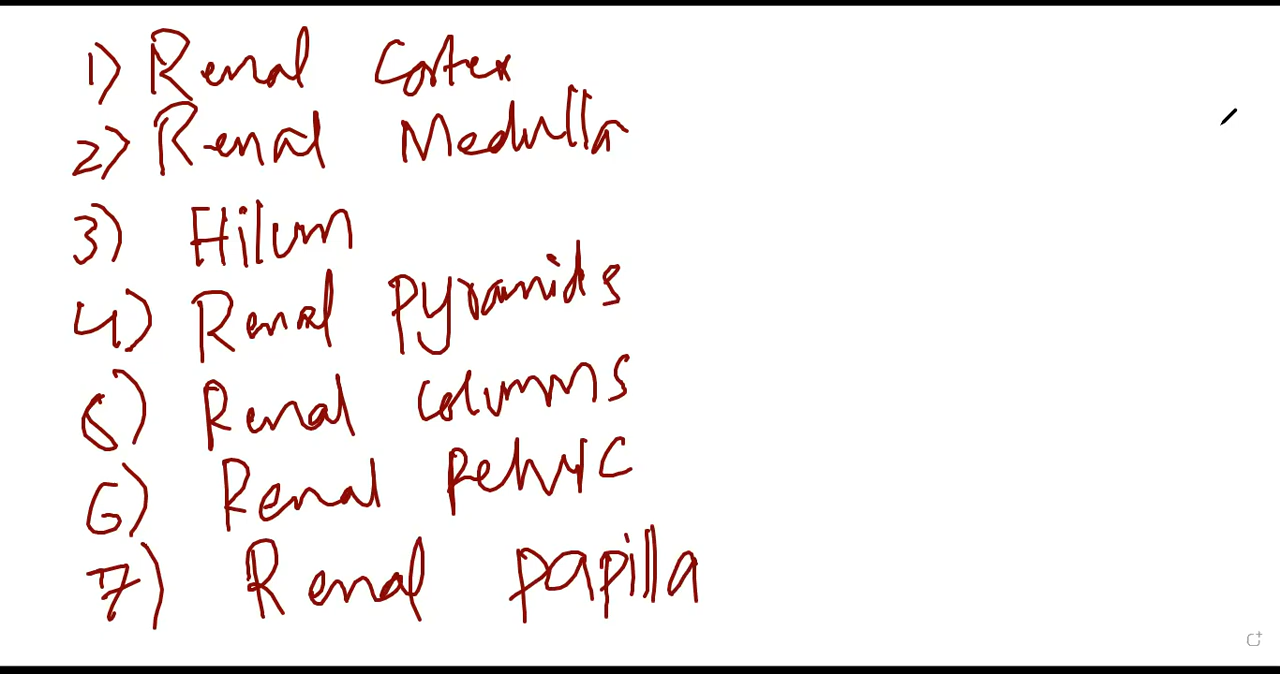 1) Renal Cortex
2) Renal Medulla
3) Hilum
4) Renal Pyramids
5) Renal Columns
6) Renal Pelvic
7) Renal papilla